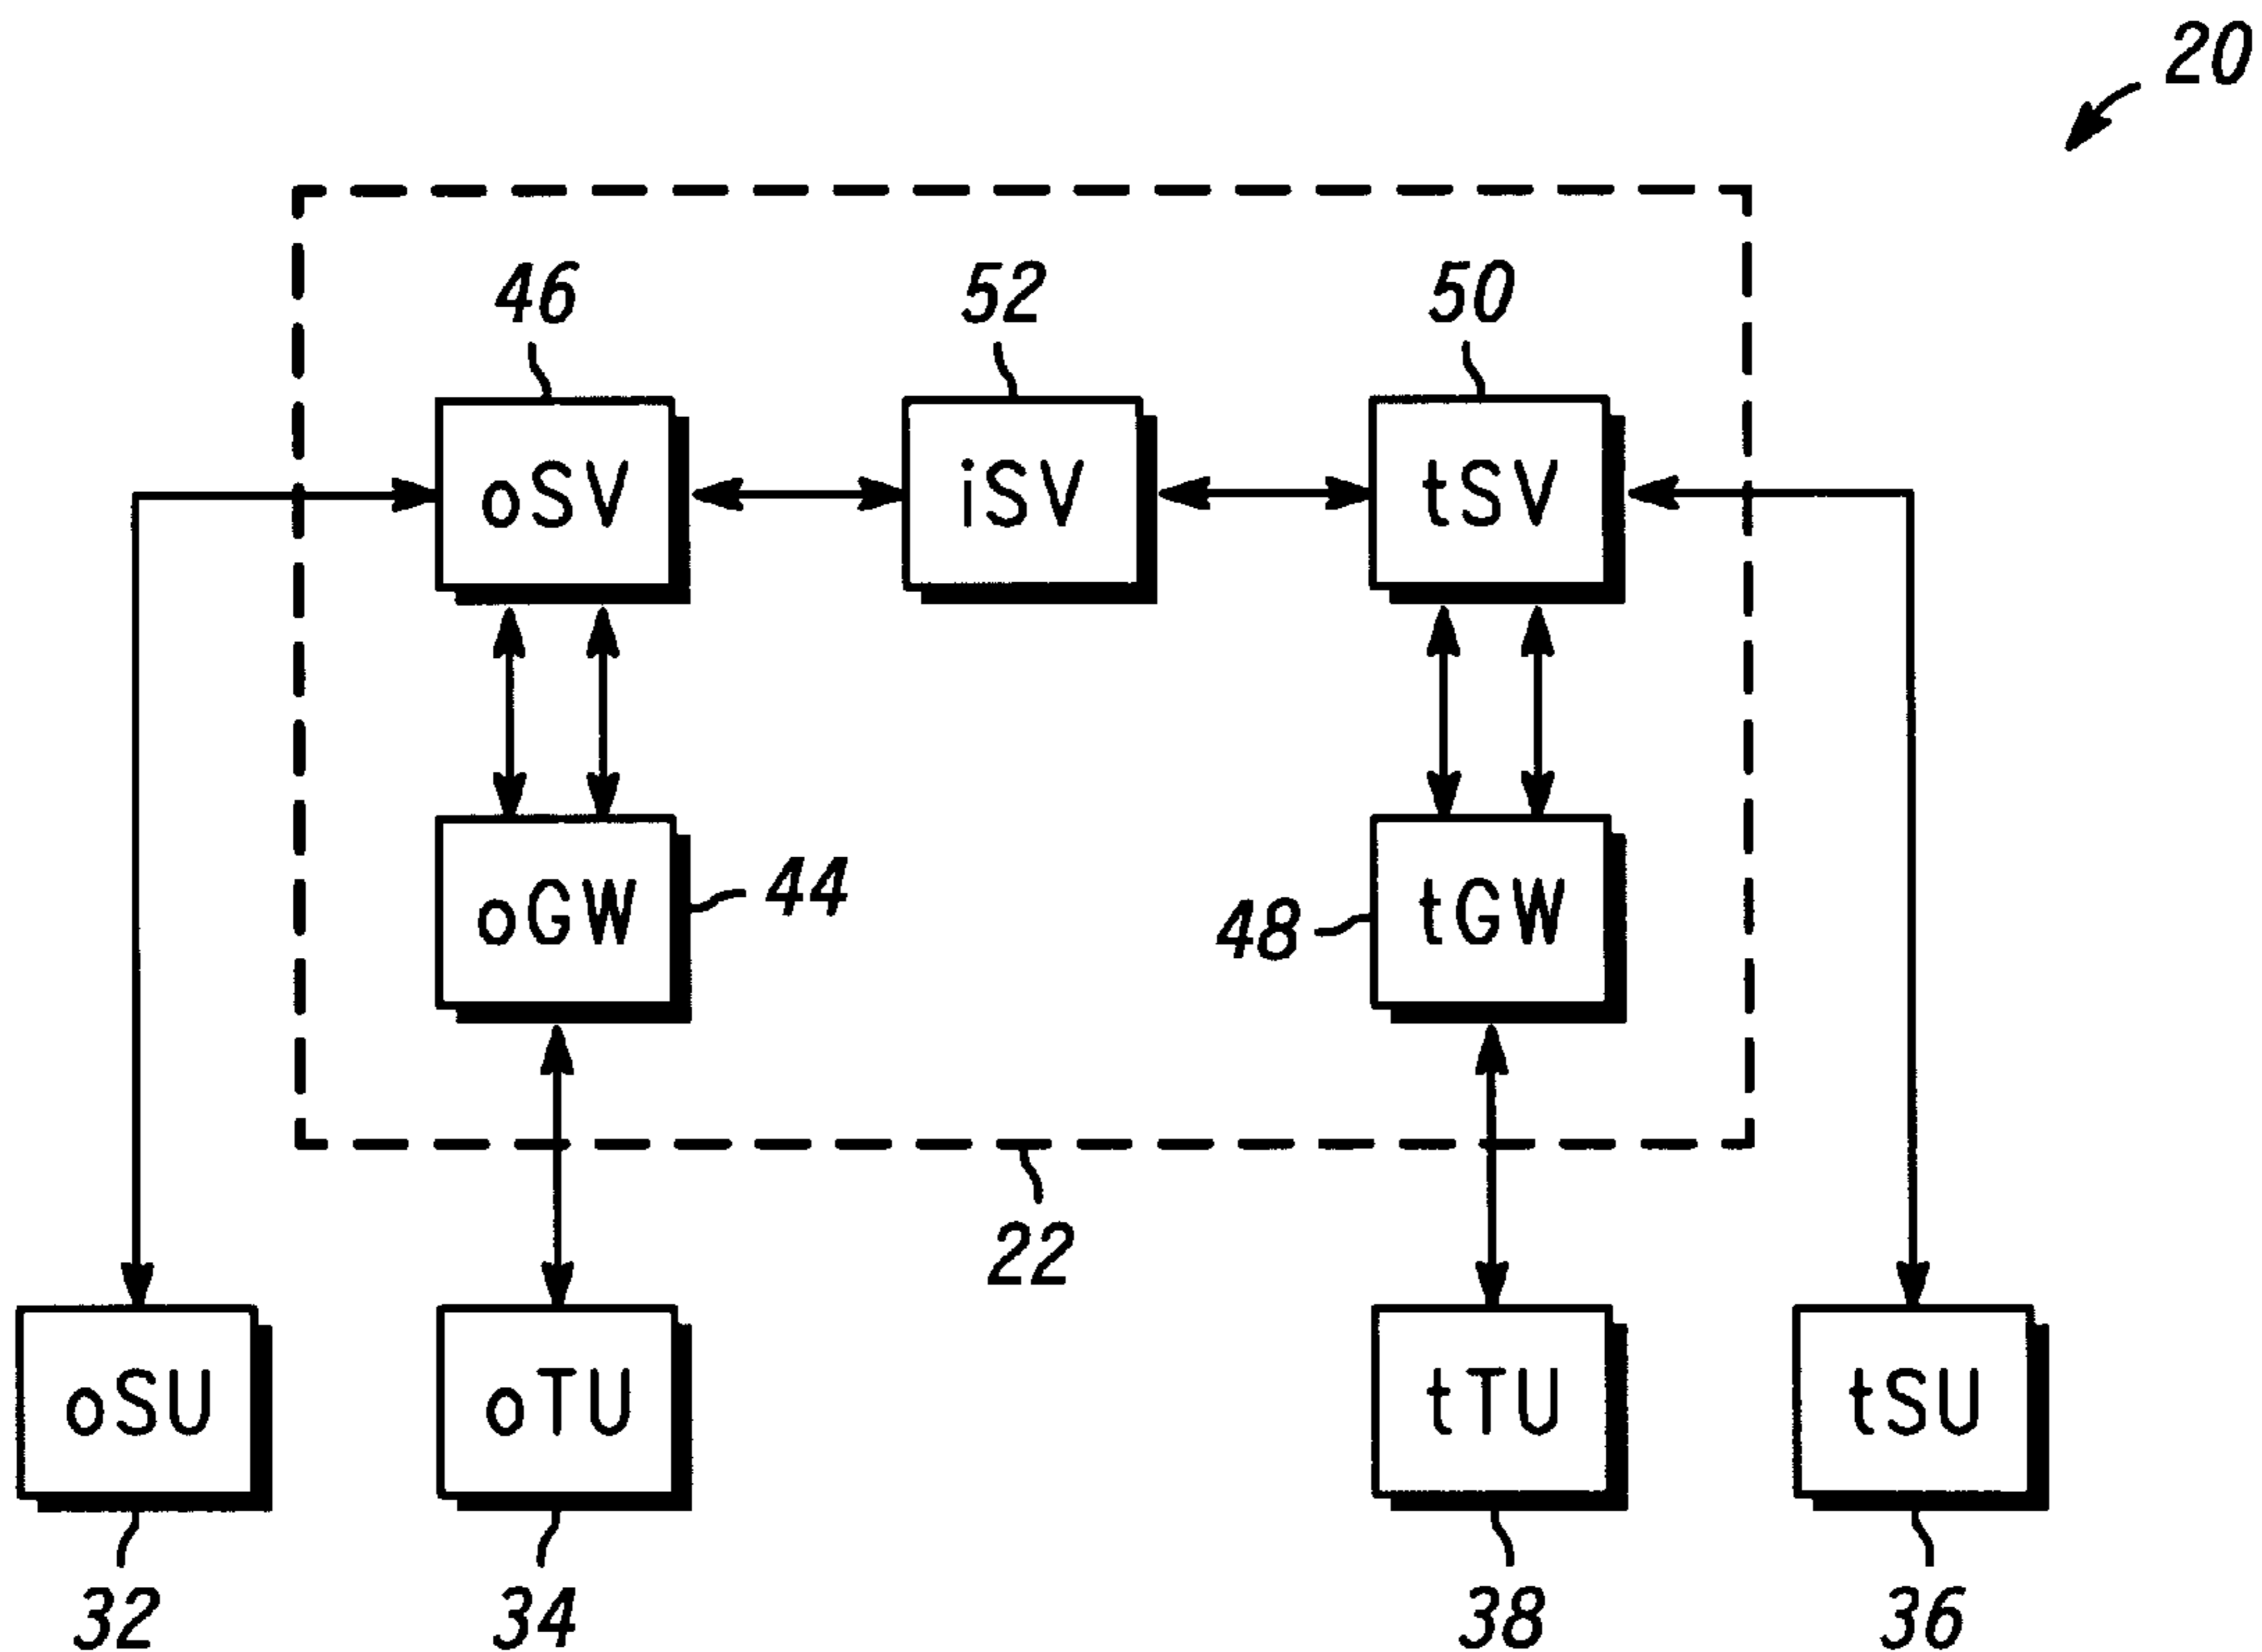 20
46 52 50
oSV iSV tSV
oGW 44 48 tGW
22
oSU oTU tTU tSU
32 34 38 36